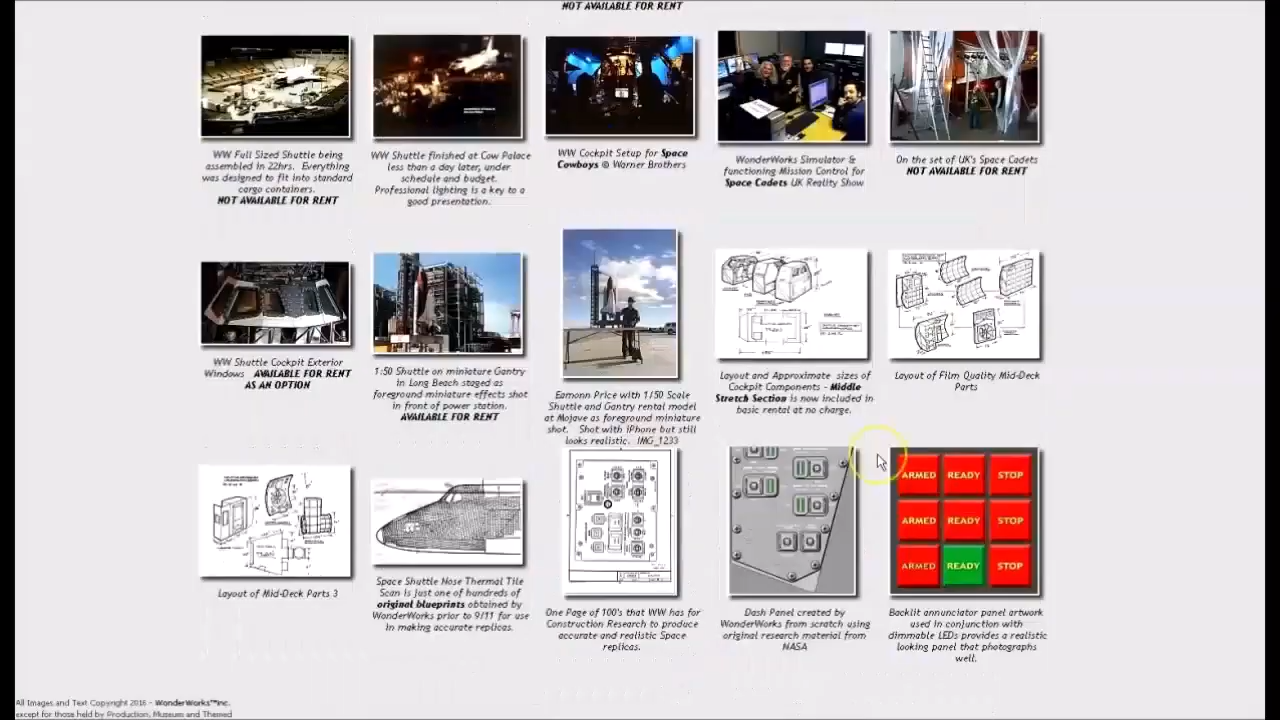 NOT AVAILABLE FOR RENT
WW Full Sized Shuttle being
assembled in 22hrs. Everything
was designed to fit into standard
cargo containers.
NOT AVAILABLE FOR RENT
WW Shuttle finished at Cow Palace
less than a day later, under
schedule and budget.
Professional lighting is a key to a
good presentation.
WW Cockpit Setup for Space
Cowboys © Warner Brothers
WonderWorks Simulator &
functioning Mission Control for
Space Cadets UK Reality Show
On the set of UK's Space Cadets
NOT AVAILABLE FOR RENT
WW Shuttle Cockpit Exterior
Windows AVAILABLE FOR RENT
AS AN OPTION
1:50 Shuttle on miniature Gantry
in Long Beach staged as
foreground miniature effects shot
in front of power station.
AVAILABLE FOR RENT
Eamonn Price with 1/50 Scale
Shuttle and Gantry rental model
at Mojave as foreground miniature
shot. Shot with iPhone but still
looks realistic. IMG_1233
Layout and Approximate sizes of
Cockpit Components - Middle
Stretch Section is now included in
basic rental at no charge.
Layout of Film Quality Mid-Deck
Parts
Layout of Mid-Deck Parts 3
Space Shuttle Nose Thermal Tile
Scan is just one of hundreds of
original blueprints obtained by
WonderWorks prior to 9/11 for use
in making accurate replicas.
One Page of 100's that WW has for
Construction Research to produce
accurate and realistic Space
replicas.
Dash Panel created by
WonderWorks from scratch using
original research material from
NASA
ARMED READY STOP
ARMED READY STOP
ARMED READY STOP
Backlit annunciator panel artwork
used in conjunction with
dimmable LEDs provides a realistic
looking panel that photographs
well.
All Images and Text Copyright 2016 - WonderWorks™Inc.
except for those held by Production, Museum and Themed